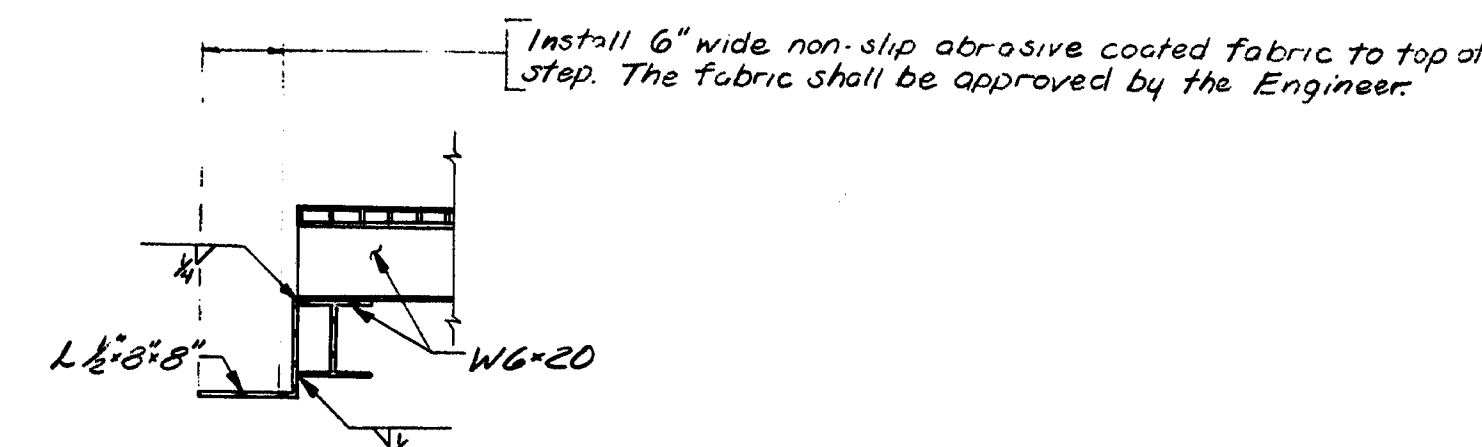 Install 6" wide non-slip abrasive coated fabric to top of
step. The fabric shall be approved by the Engineer.
1/4
L 1/2"x8"x8"
W6x20